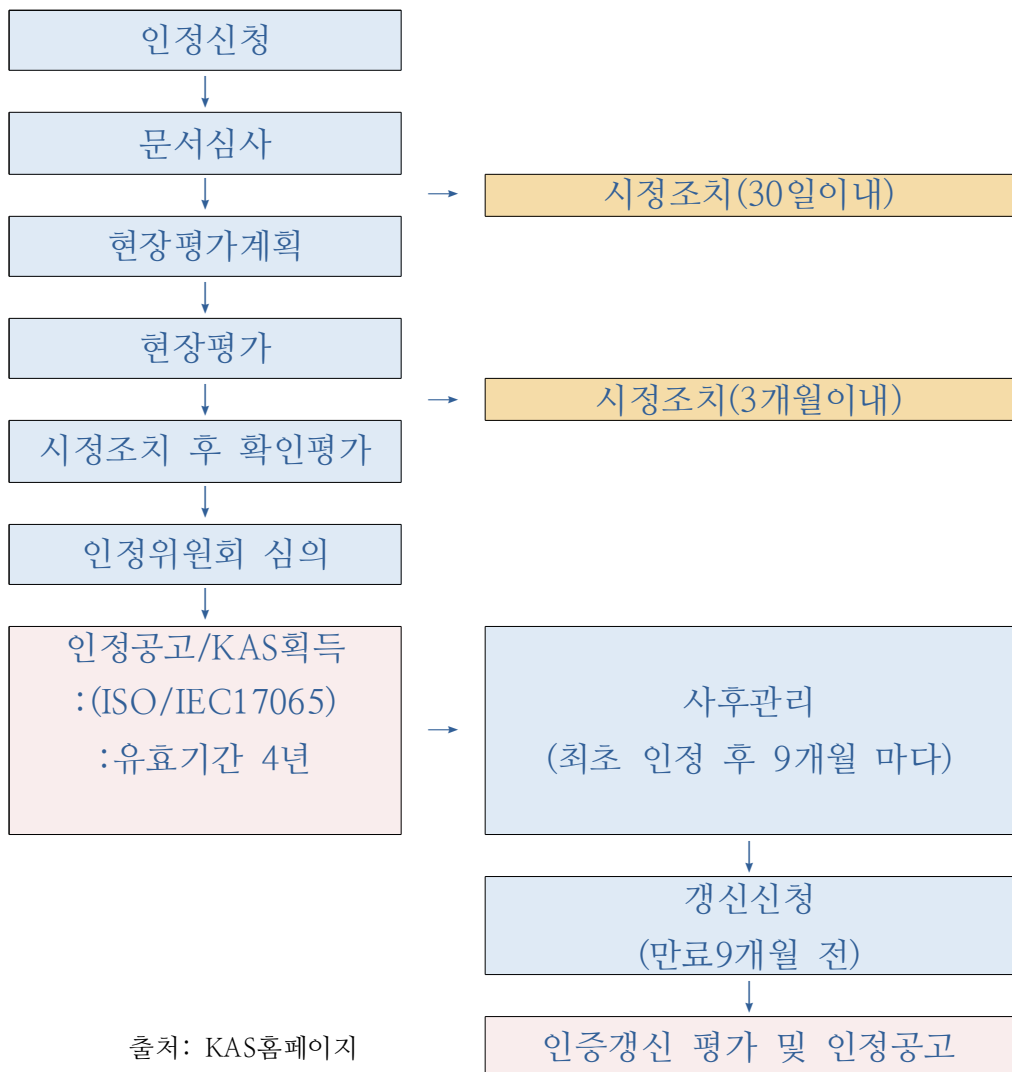 인정신청
문서심사
시정조치(30일이내)
현장평가계획
현장평가
시정조치(3개월이내)
시정조치 후 확인평가
인정위원회 심의
인정공고/KAS획득
:(ISO/IEC17065)
:유효기간 4년
사후관리
(최초 인정 후 9개월 마다)
갱신신청
(만료9개월 전)
인증갱신 평가 및 인정공고
출처: KAS홈페이지